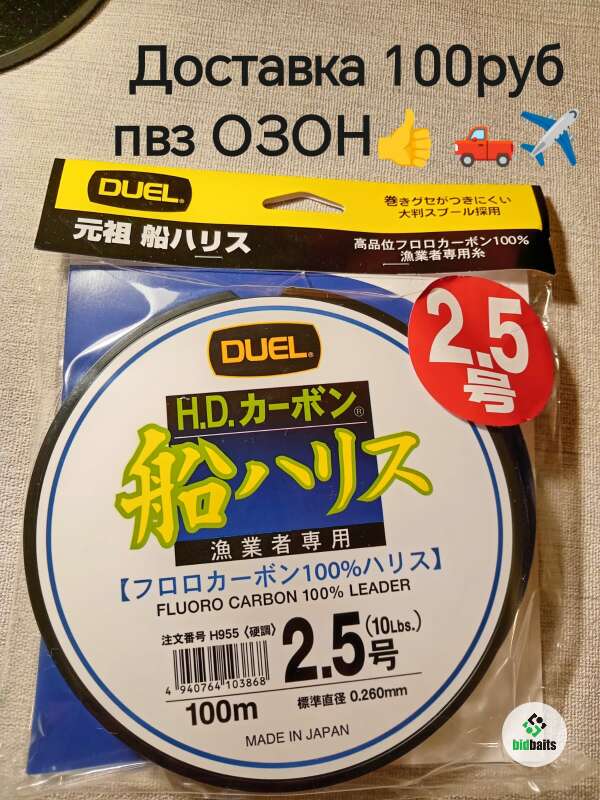 Доставка 100руб
пвз ОЗОН👍 🛻✈️
DUEL®
元祖 船ハリス
巻きグセがつきにくい
大判スプール採用
高品位フロロカーボン100%
漁業者専用糸
2.5
号
DUEL®
H.D.カーボン®
船ハリス
漁業者専用
【フロロカーボン100%ハリス】
FLUORO CARBON 100% LEADER
注文番号 H955〈硬調〉
2.5号
(10Lbs.)
4 940764 103868
100m
標準直径 0.260mm
MADE IN JAPAN
bidbaits